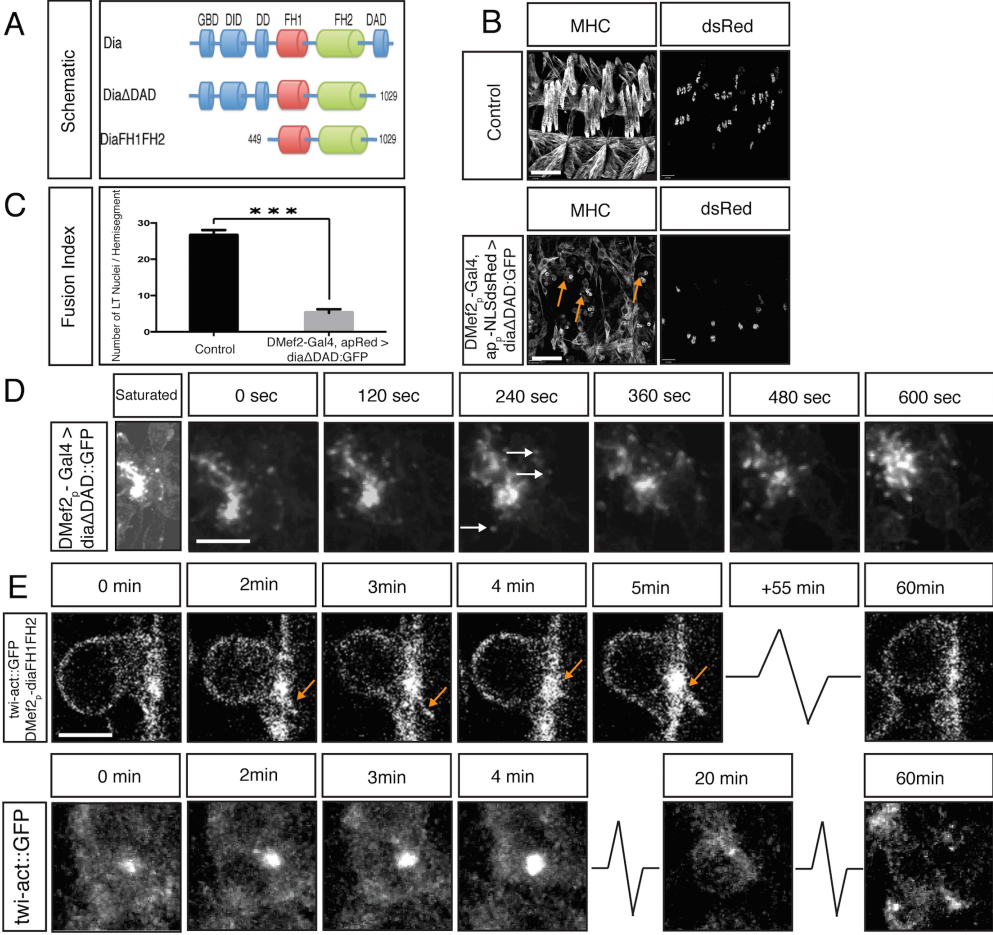 A
Schematic
GBD DID DD FH1 FH2 DAD
Dia
DiaΔDAD
1029
DiaFH1FH2
449
1029
B
MHC
dsRed
Control
MHC
dsRed
DMef2p-Gal4,
app-NLSdsRed >
diaΔDAD:GFP
C
Fusion Index
Number of LT Nuclei / Hemisegment
30
20
10
0
* * *
Control
DMef2-Gal4, apRed >
diaΔDAD:GFP
D
Saturated
0 sec
120 sec
240 sec
360 sec
480 sec
600 sec
DMef2p - Gal4 >
diaΔDAD::GFP
E
0 min
2min
3min
4 min
5min
+55 min
60min
twi-act::GFP
DMef2p-diaFH1FH2
0 min
2min
3min
4 min
20 min
60min
twi-act::GFP